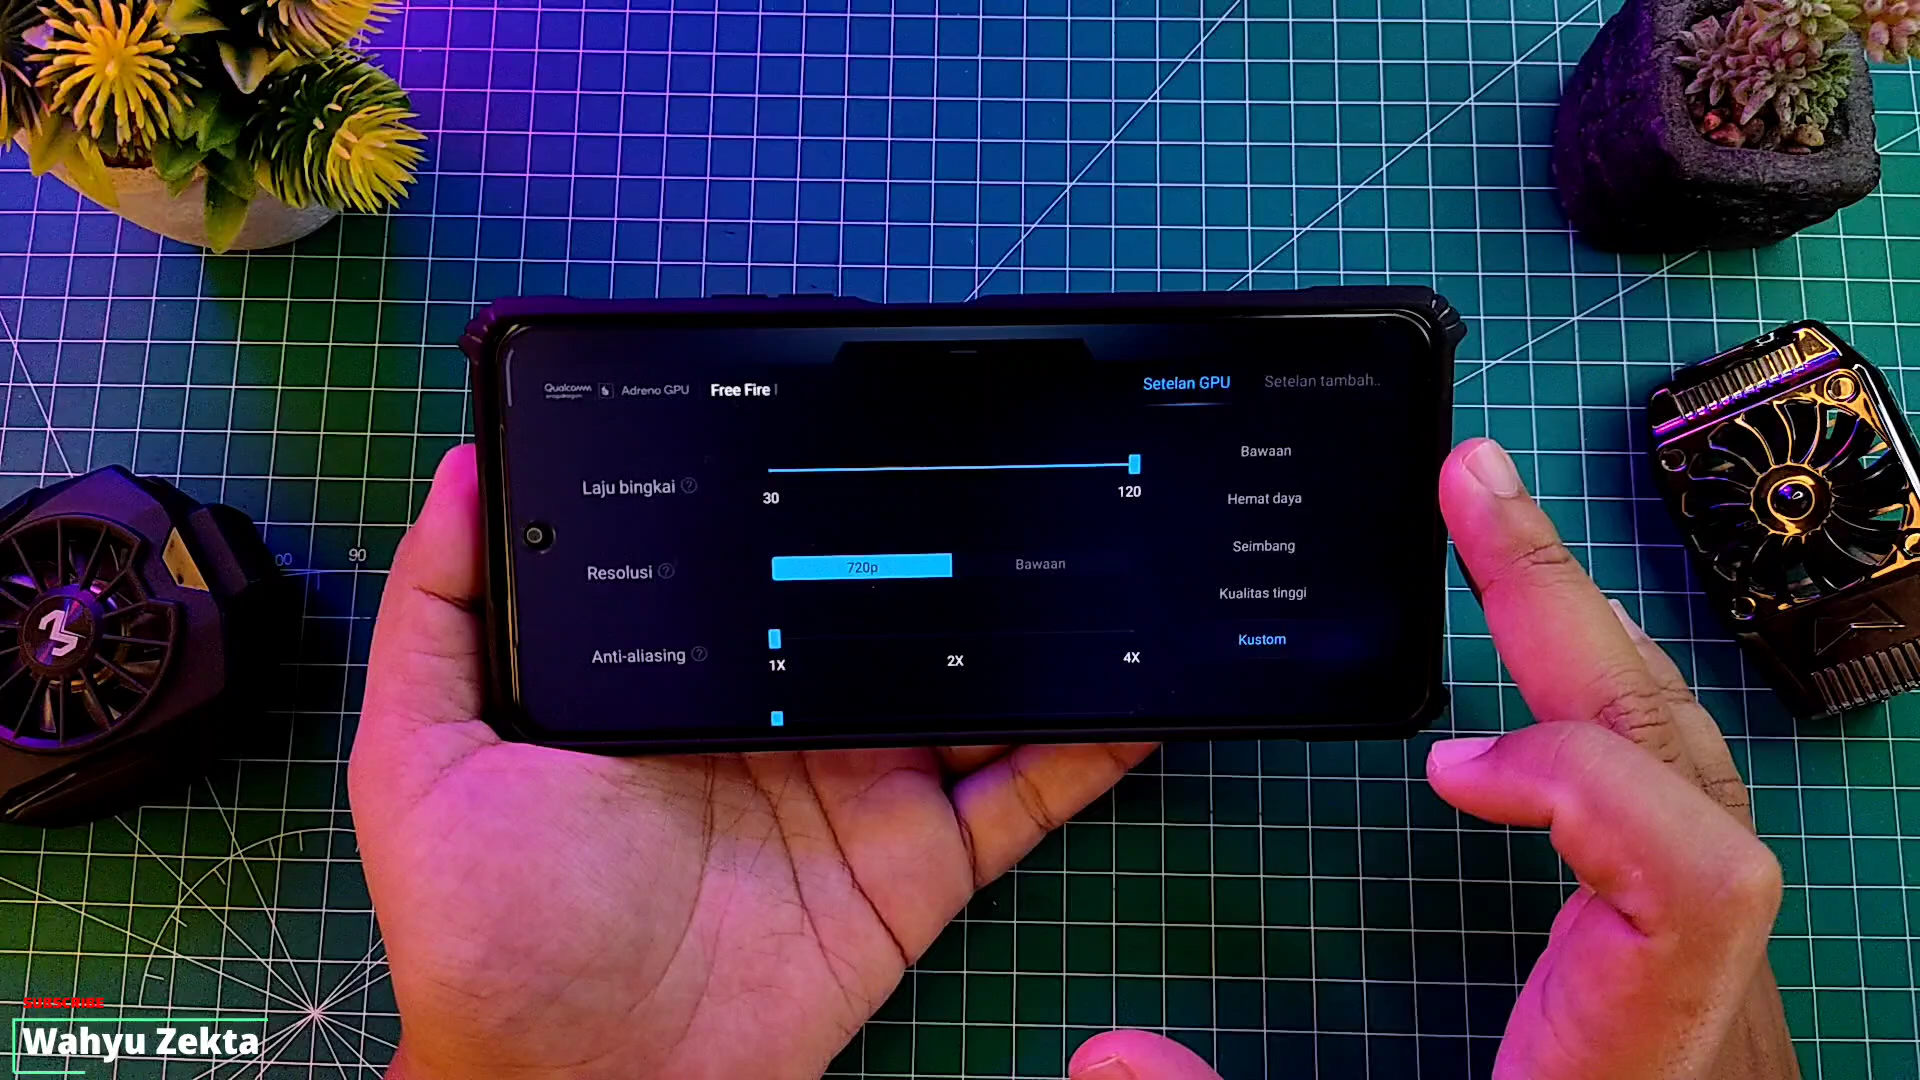 Qualcomm snapdragon Adreno GPU Free Fire |
Setelan GPU
Setelan tambah..
Laju bingkai ?
30
120
Resolusi ?
720p
Bawaan
Anti-aliasing ?
1X
2X
4X
Bawaan
Hemat daya
Seimbang
Kualitas tinggi
Kustom
90
SUBSCRIBE
Wahyu Zekta